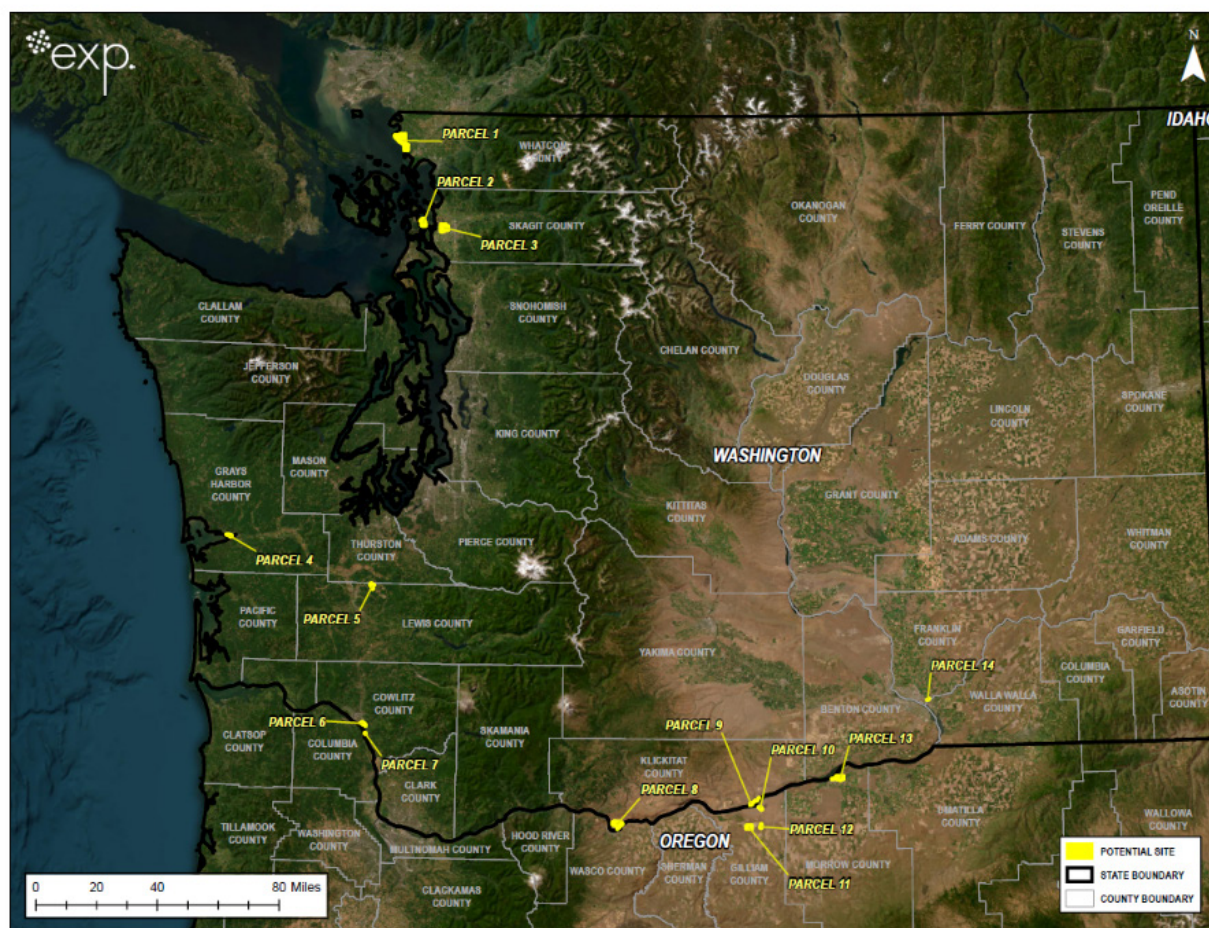 exp.
N
IDAHO
PARCEL 1
WHATCOM
COUNTY
PARCEL 2
SKAGIT COUNTY
PARCEL 3
OKANOGAN
COUNTY
FERRY COUNTY
STEVENS
COUNTY
PEND
OREILLE
COUNTY
CLALLAM
COUNTY
SNOHOMISH
COUNTY
CHELAN COUNTY
JEFFERSON
COUNTY
DOUGLAS
COUNTY
LINCOLN
COUNTY
SPOKANE
COUNTY
KING COUNTY
WASHINGTON
MASON
COUNTY
GRAYS
HARBOR
COUNTY
KITTITAS
COUNTY
GRANT COUNTY
ADAMS COUNTY
WHITMAN
COUNTY
PARCEL 4
THURSTON
COUNTY
PIERCE COUNTY
PACIFIC
COUNTY
PARCEL 5
LEWIS COUNTY
YAKIMA COUNTY
FRANKLIN
COUNTY
GARFIELD
COUNTY
PARCEL 14
COLUMBIA
COUNTY
WALLA WALLA
COUNTY
ASOTIN
COUNTY
COWLITZ
COUNTY
BENTON COUNTY
PARCEL 6
SKAMANIA
COUNTY
PARCEL 9
CLATSOP
COUNTY
COLUMBIA
COUNTY
PARCEL 7
PARCEL 10
PARCEL 13
KLICKITAT
COUNTY
CLARK
COUNTY
PARCEL 8
UMATILLA
COUNTY
WALLOWA
COUNTY
TILLAMOOK
COUNTY
WASHINGTON
COUNTY
MULTNOMAH COUNTY
HOOD RIVER
COUNTY
OREGON
PARCEL 12
WASCO COUNTY
SHERMAN
COUNTY
GILLIAM
COUNTY
MORROW COUNTY
PARCEL 11
CLACKAMAS
COUNTY
0 20 40 80 Miles
POTENTIAL SITE
STATE BOUNDARY
COUNTY BOUNDARY